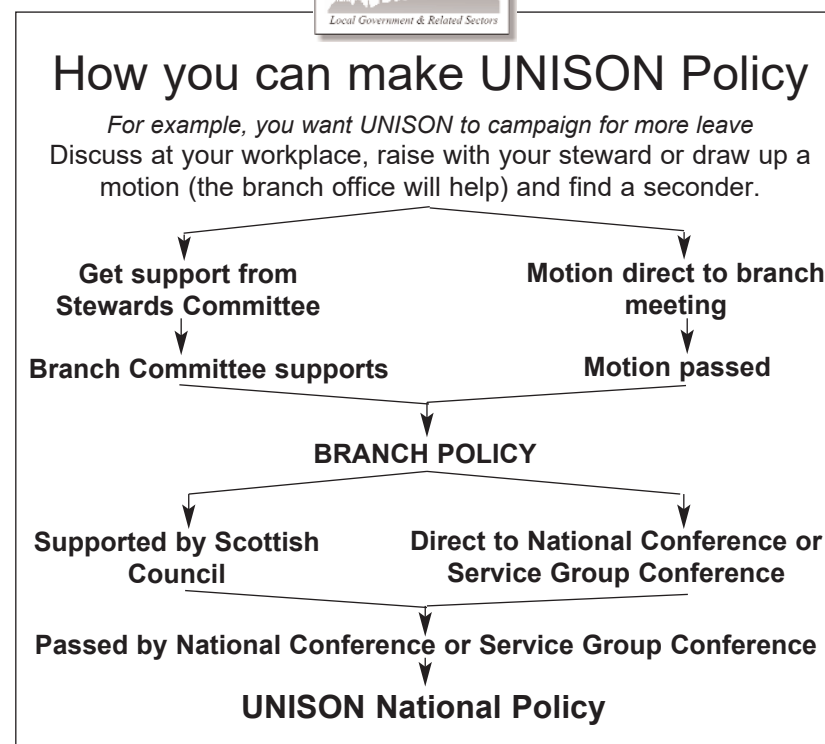 Local Government & Related Sectors
How you can make UNISON Policy
For example, you want UNISON to campaign for more leave
Discuss at your workplace, raise with your steward or draw up a
motion (the branch office will help) and find a seconder.
Get support from
Stewards Committee
Motion direct to branch
meeting
Branch Committee supports
Motion passed
BRANCH POLICY
Supported by Scottish
Council
Direct to National Conference or
Service Group Conference
Passed by National Conference or Service Group Conference
UNISON National Policy